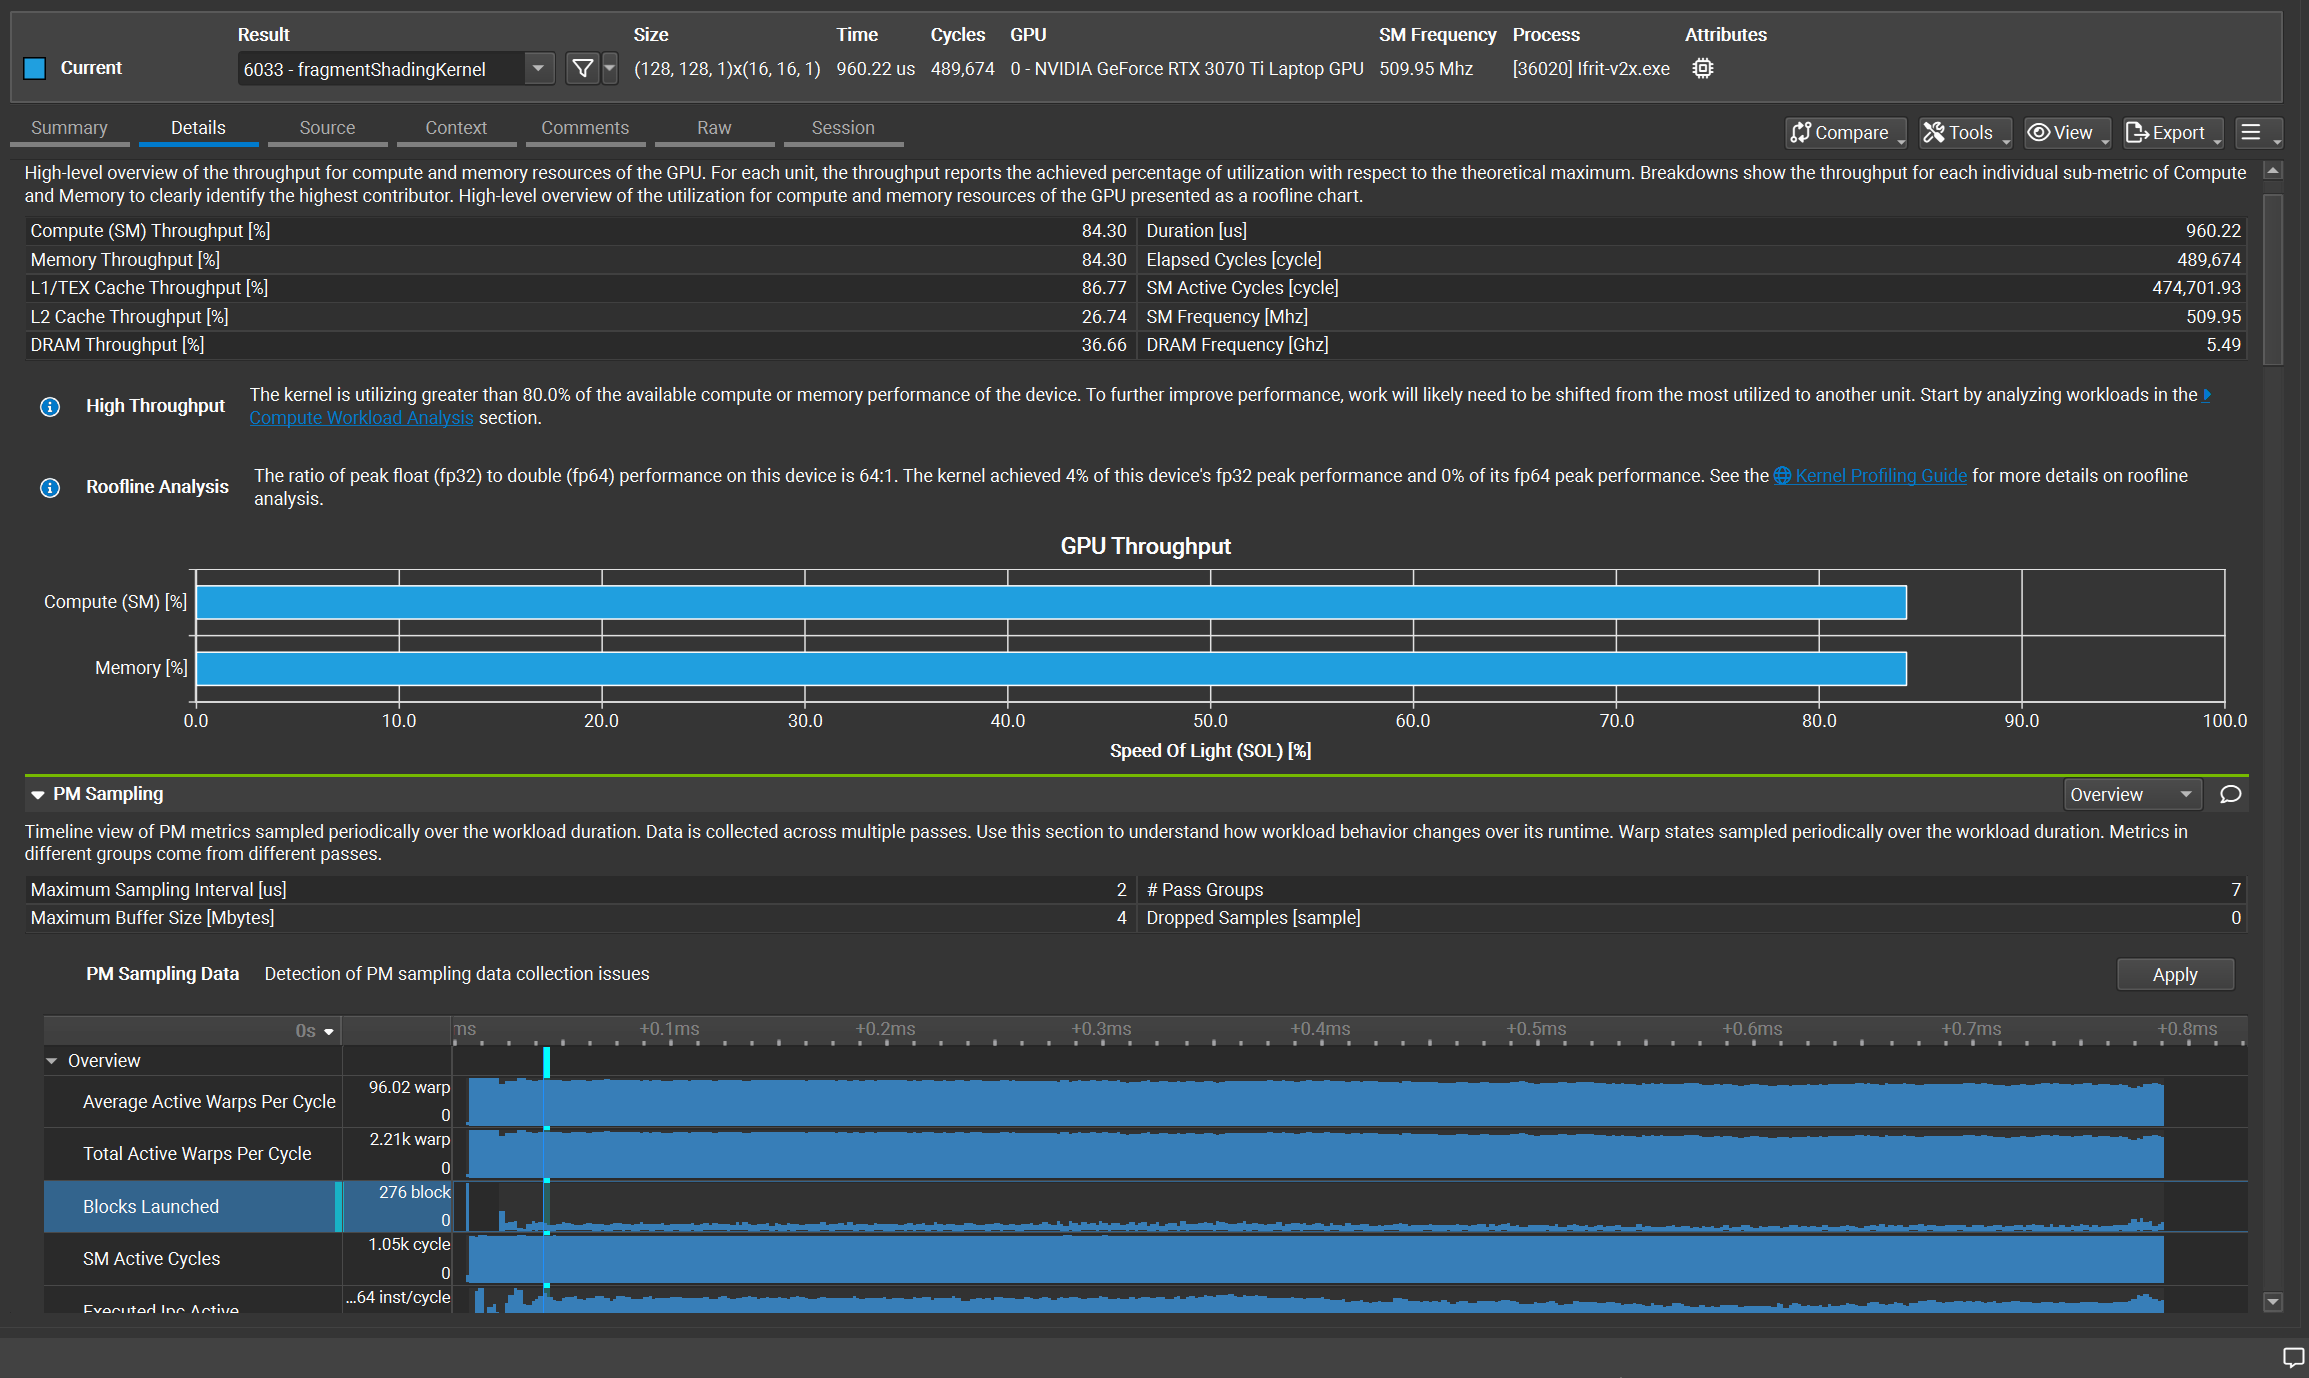 Result Size Time Cycles GPU SM Frequency Process Attributes
Current 6033 - fragmentShadingKernel (128, 128, 1)x(16, 16, 1) 960.22 us 489,674 0 - NVIDIA GeForce RTX 3070 Ti Laptop GPU 509.95 Mhz [36020] Ifrit-v2x.exe
Summary Details Source Context Comments Raw Session Compare Tools View Export
High-level overview of the throughput for compute and memory resources of the GPU. For each unit, the throughput reports the achieved percentage of utilization with respect to the theoretical maximum. Breakdowns show the throughput for each individual sub-metric of Compute
and Memory to clearly identify the highest contributor. High-level overview of the utilization for compute and memory resources of the GPU presented as a roofline chart.
Compute (SM) Throughput [%] 84.30 Duration [us] 960.22
Memory Throughput [%] 84.30 Elapsed Cycles [cycle] 489,674
L1/TEX Cache Throughput [%] 86.77 SM Active Cycles [cycle] 474,701.93
L2 Cache Throughput [%] 26.74 SM Frequency [Mhz] 509.95
DRAM Throughput [%] 36.66 DRAM Frequency [Ghz] 5.49
High Throughput The kernel is utilizing greater than 80.0% of the available compute or memory performance of the device. To further improve performance, work will likely need to be shifted from the most utilized to another unit. Start by analyzing workloads in the
Compute Workload Analysis section.
Roofline Analysis The ratio of peak float (fp32) to double (fp64) performance on this device is 64:1. The kernel achieved 4% of this device's fp32 peak performance and 0% of its fp64 peak performance. See the Kernel Profiling Guide for more details on roofline
analysis.
GPU Throughput
Compute (SM) [%]
Memory [%]
0.0 10.0 20.0 30.0 40.0 50.0 60.0 70.0 80.0 90.0 100.0
Speed Of Light (SOL) [%]
PM Sampling Overview
Timeline view of PM metrics sampled periodically over the workload duration. Data is collected across multiple passes. Use this section to understand how workload behavior changes over its runtime. Warp states sampled periodically over the workload duration. Metrics in
different groups come from different passes.
Maximum Sampling Interval [us] 2 # Pass Groups 7
Maximum Buffer Size [Mbytes] 4 Dropped Samples [sample] 0
PM Sampling Data Detection of PM sampling data collection issues Apply
0s ms +0.1ms +0.2ms +0.3ms +0.4ms +0.5ms +0.6ms +0.7ms +0.8ms
Overview
Average Active Warps Per Cycle 96.02 warp
0
Total Active Warps Per Cycle 2.21k warp
0
Blocks Launched 276 block
0
SM Active Cycles 1.05k cycle
0
Executed Ipc Active ...64 inst/cycle